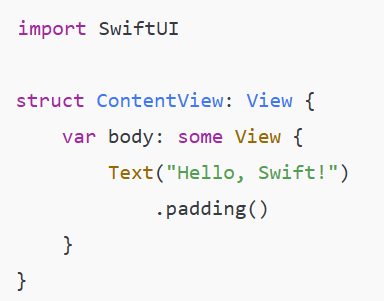 import SwiftUI

struct ContentView: View {
    var body: some View {
        Text("Hello, Swift!")
            .padding()
    }
}